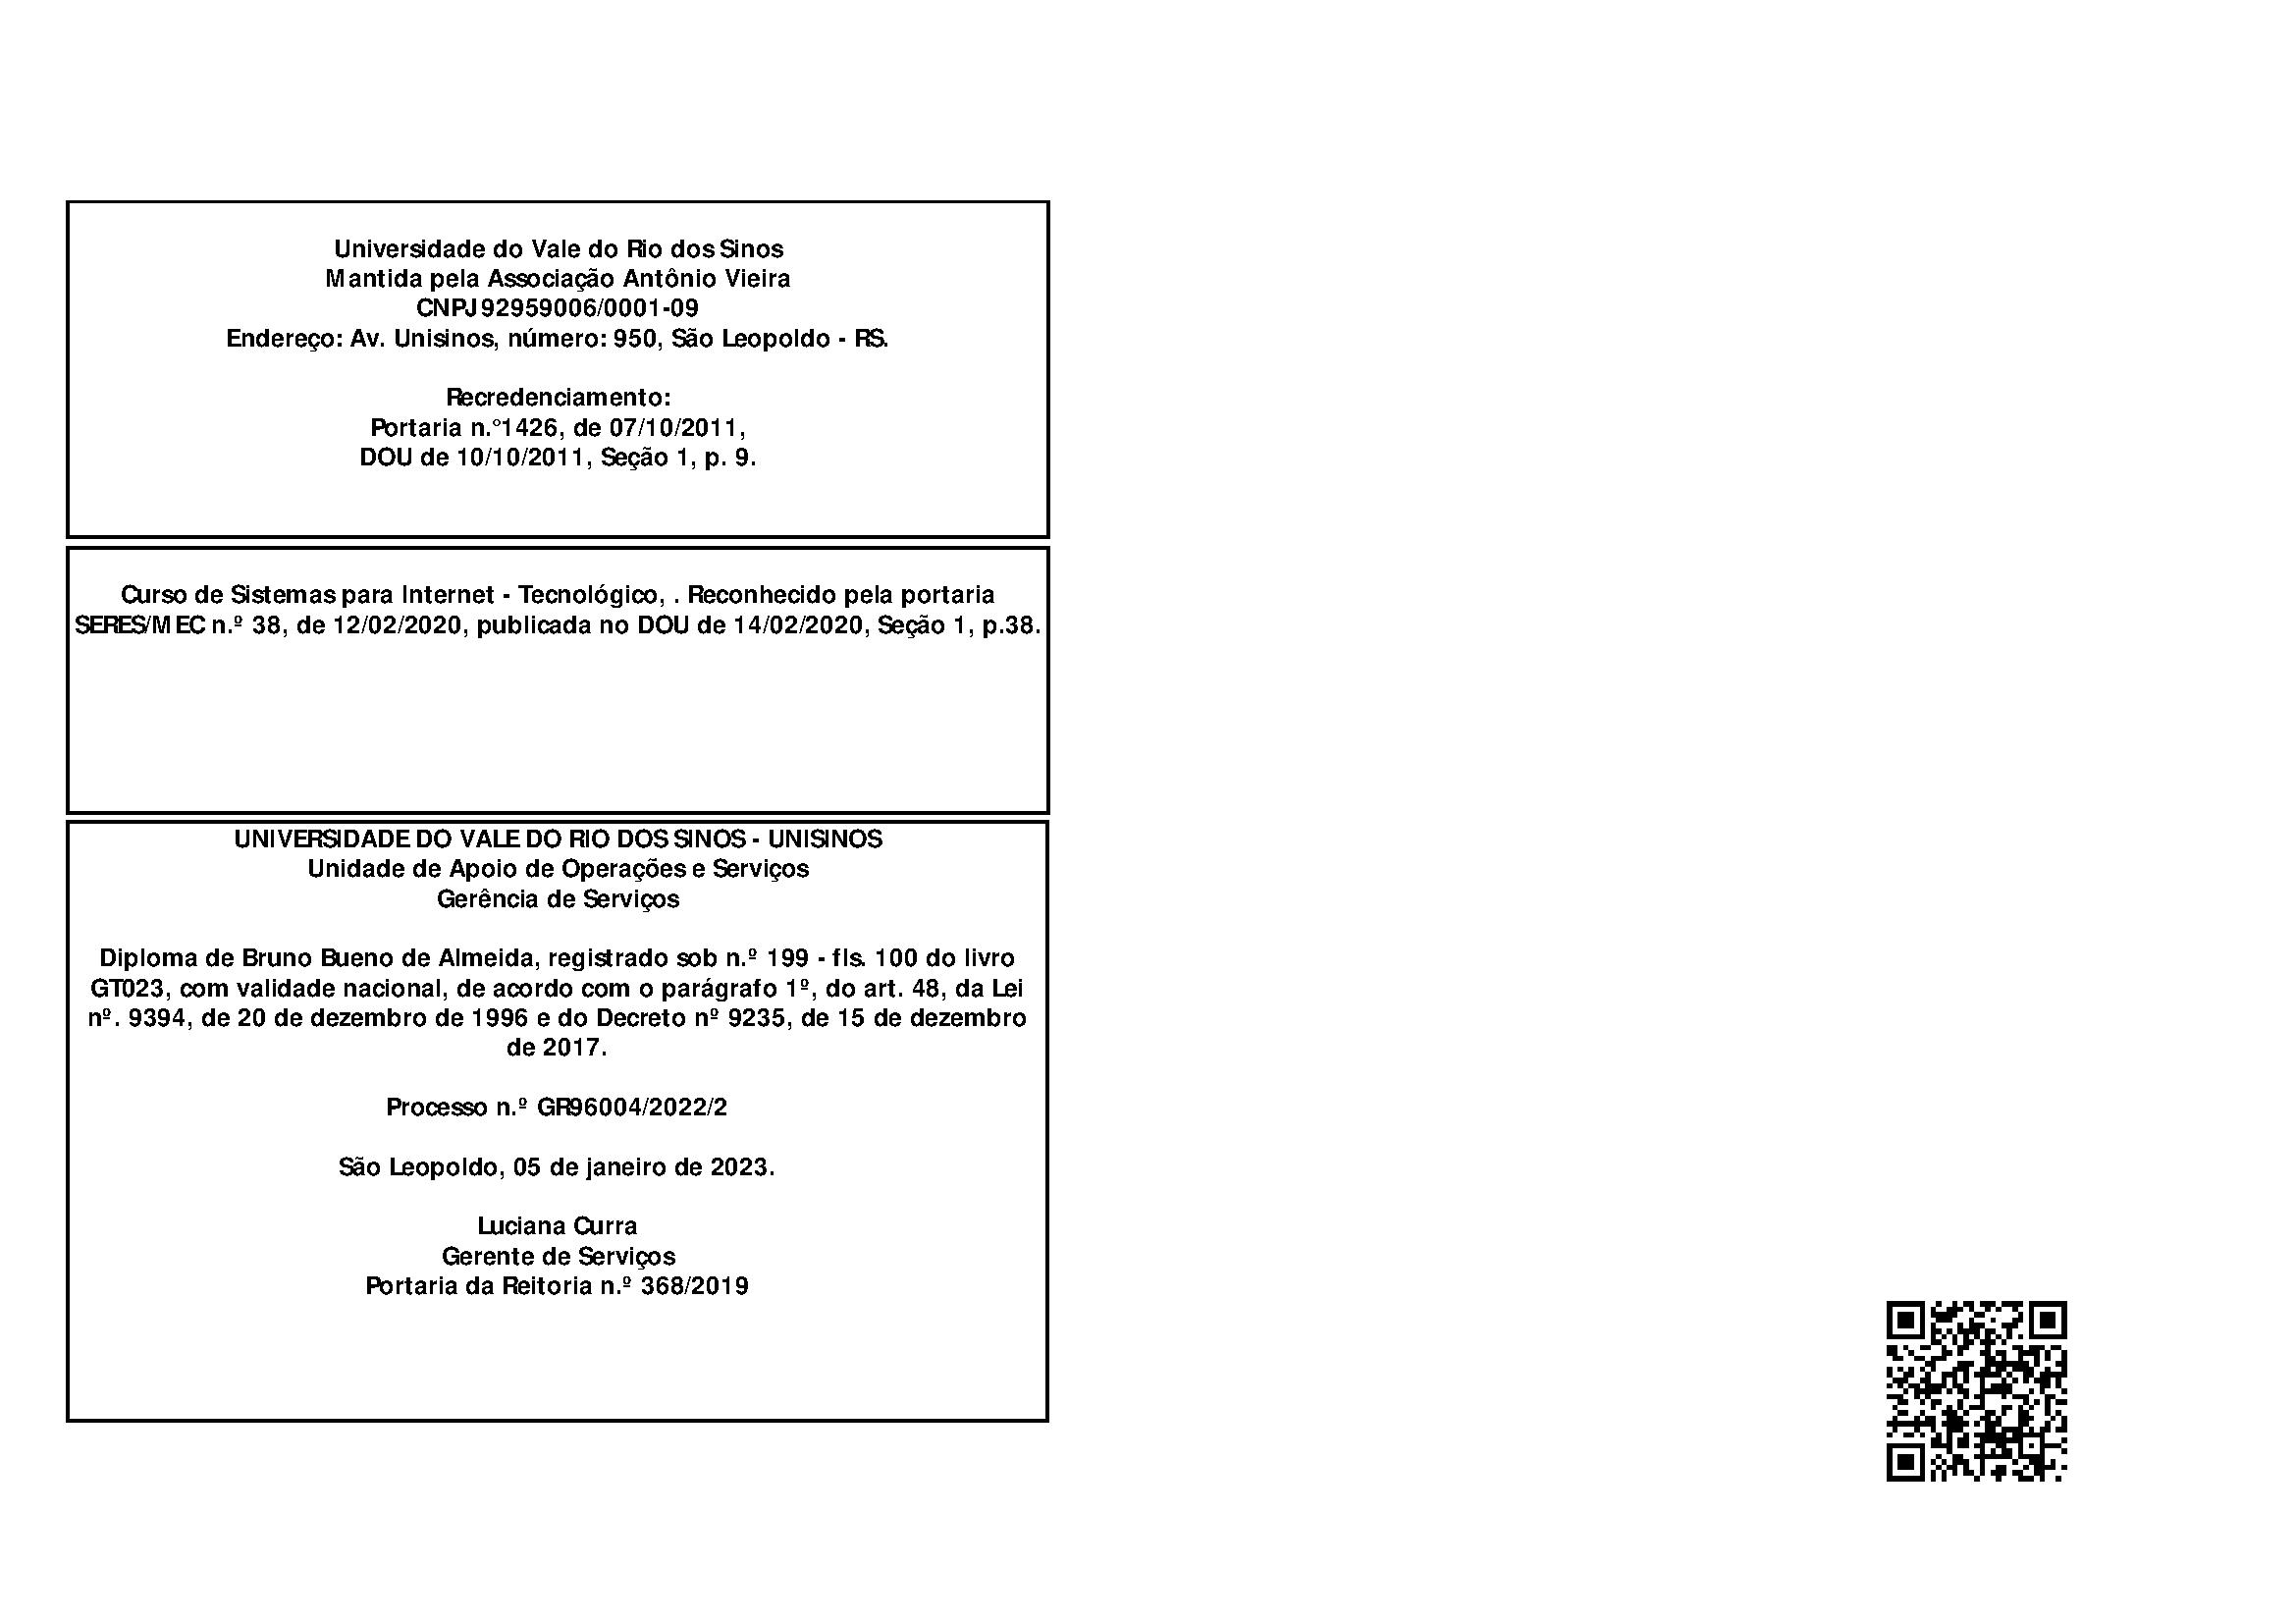 Universidade do Vale do Rio dos Sinos
Mantida pela Associação Antônio Vieira
CNPJ 92959006/0001-09
Endereço: Av. Unisinos, número: 950, São Leopoldo - RS.
Recredenciamento:
Portaria n.°1426, de 07/10/2011,
DOU de 10/10/2011, Seção 1, p. 9.
Curso de Sistemas para Internet - Tecnológico, . Reconhecido pela portaria
SERES/MEC n.º 38, de 12/02/2020, publicada no DOU de 14/02/2020, Seção 1, p.38.
UNIVERSIDADE DO VALE DO RIO DOS SINOS - UNISINOS
Unidade de Apoio de Operações e Serviços
Gerência de Serviços
Diploma de Bruno Bueno de Almeida, registrado sob n.º 199 - fls. 100 do livro
GT023, com validade nacional, de acordo com o parágrafo 1º, do art. 48, da Lei
nº. 9394, de 20 de dezembro de 1996 e do Decreto nº 9235, de 15 de dezembro
de 2017.
Processo n.º GR96004/2022/2
São Leopoldo, 05 de janeiro de 2023.
Luciana Curra
Gerente de Serviços
Portaria da Reitoria n.º 368/2019